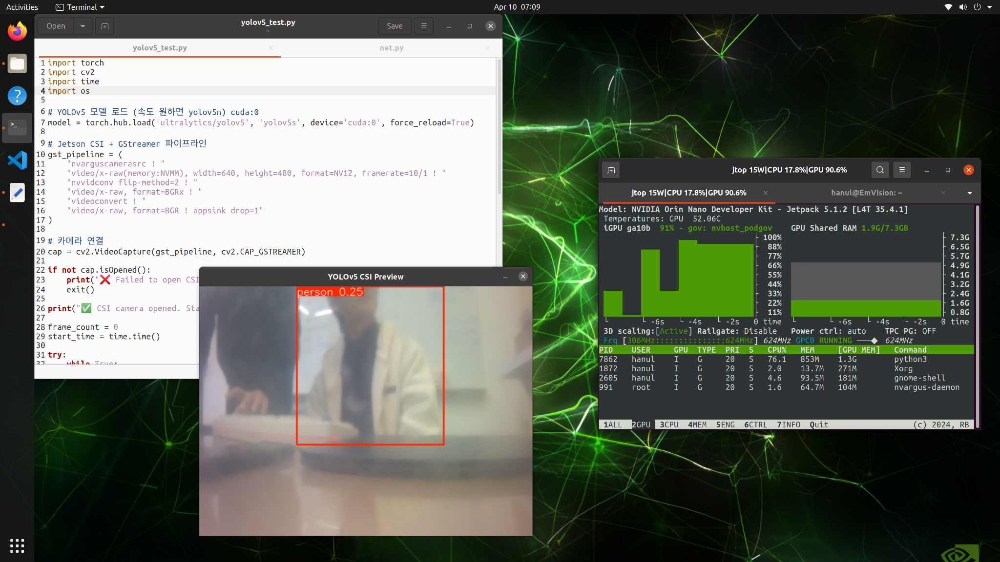 Activities
Terminal
Apr 10  07:09
Open
yolov5_test.py
~
Save
yolov5_test.py
net.py
1 import torch
2 import cv2
3 import time
4 import os
5
6 # YOLOv5 모델 로드 (속도 원하면 yolov5n) cuda:0
7 model = torch.hub.load('ultralytics/yolov5', 'yolov5s', device='cuda:0', force_reload=True)
8
9 # Jetson CSI + GStreamer 파이프라인
10 gst_pipeline = (
11     "nvarguscamerasrc ! "
12     "video/x-raw(memory:NVMM), width=640, height=480, format=NV12, framerate=10/1 ! "
13     "nvvidconv flip-method=2 ! "
14     "video/x-raw, format=BGRx ! "
15     "videoconvert ! "
16     "video/x-raw, format=BGR ! appsink drop=1"
17 )
18
19 # 카메라 연결
20 cap = cv2.VideoCapture(gst_pipeline, cv2.CAP_GSTREAMER)
21
22 if not cap.isOpened():
23     print("❌ Failed to open CSI
24     exit()
25
26 print("✅ CSI camera opened. Sta
27
28 frame_count = 0
29 start_time = time.time()
30
31 try:
32     while True:
YOLOv5 CSI Preview
person 0.25
jtop 15W|CPU 17.8%|GPU 90.6%
jtop 15W|CPU 17.8%|GPU 90.6%
hanul@EmVision: ~
Model: NVIDIA Orin Nano Developer Kit - Jetpack 5.1.2 [L4T 35.4.1]
Temperatures: GPU  52.06C
iGPU ga10b  91% - gov: nvhost_podgov    GPU Shared RAM 1.9G/7.3GB
100%    7.3G
88%    6.5G
77%    5.7G
66%    4.9G
55%    4.1G
44%    3.2G
33%    2.4G
22%    1.6G
11%    0.8G
-6s    -4s    -2s    0 time    -6s    -4s    -2s    0 time
3D scaling:[Active] Railgate: Disable    Power ctrl: auto    TPC PG: OFF
Frq [306MHz:::::::::::::::624MHz] 624MHz GPC0 RUNNING ──◆ 624MHz
PID    USER    GPU  TYPE  PRI  S  CPU%  MEM    [GPU MEM]  Command
7862   hanul   I    G     20   S  76.1  853M   1.3G       python3
1872   hanul   I    G     20   S  2.0   13.7M  271M       Xorg
2605   hanul   I    G     20   S  4.6   93.5M  181M       gnome-shell
991    root    I    G     20   S  1.6   64.7M  104M       nvargus-daemon
1ALL  2GPU  3CPU  4MEM  5ENG  6CTRL  7INFO  Quit    (c) 2024, RB